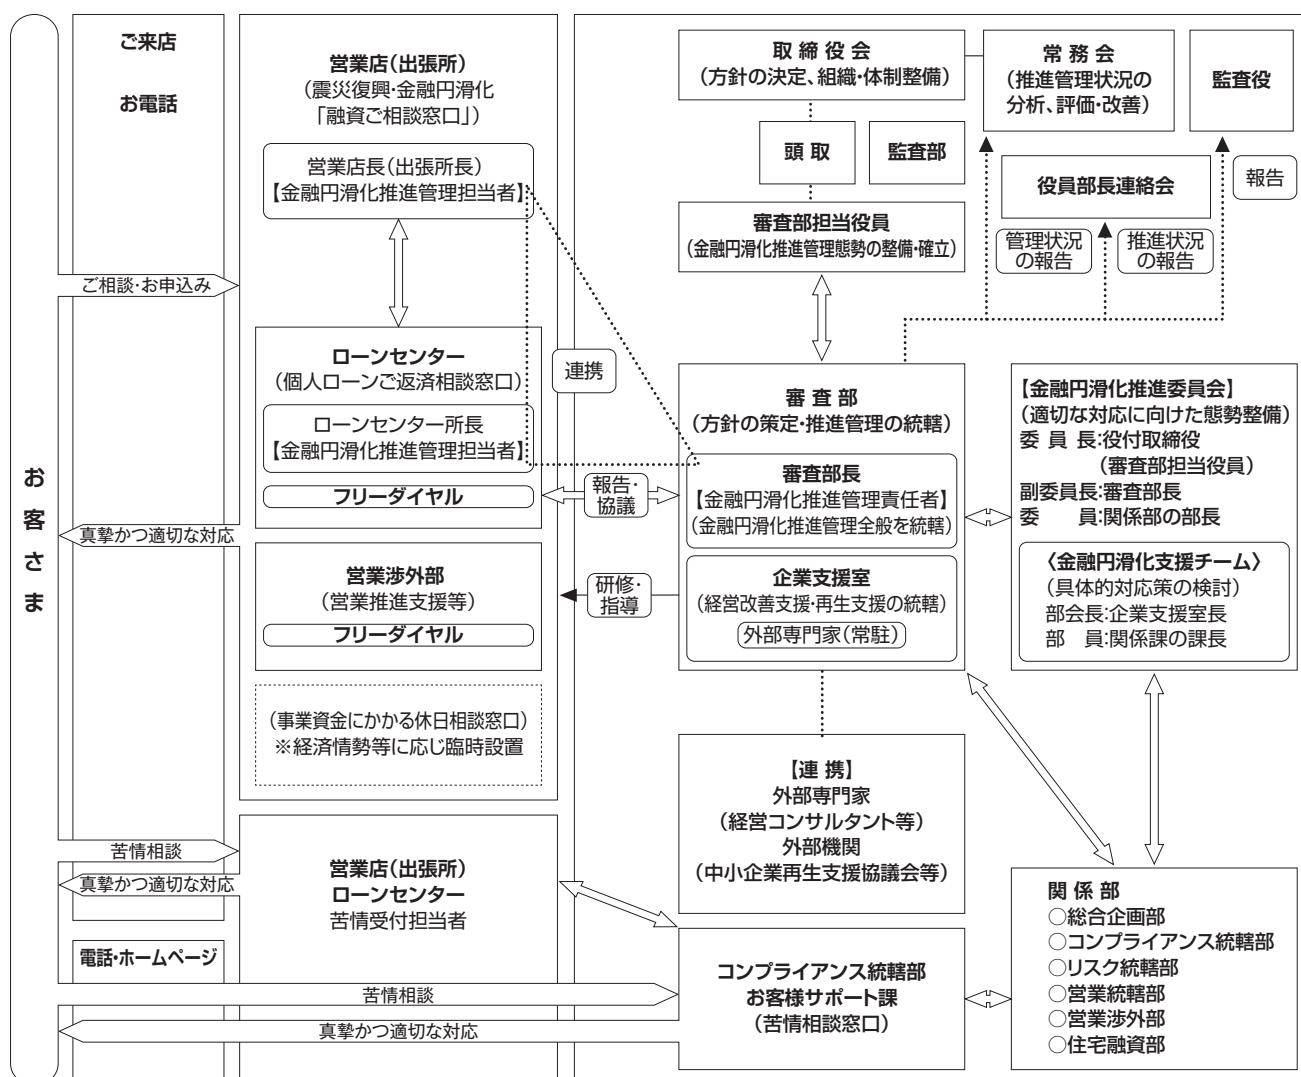 お客さま
ご来店
お電話
ご相談・お申込み
真摯かつ適切な対応
苦情相談
真摯かつ適切な対応
電話・ホームページ
苦情相談
真摯かつ適切な対応
営業店（出張所）
（震災復興・金融円滑化
「融資ご相談窓口」）
営業店長（出張所長）
【金融円滑化推進管理担当者】
ローンセンター
（個人ローンご返済相談窓口）
ローンセンター所長
【金融円滑化推進管理担当者】
フリーダイヤル
営業渉外部
（営業推進支援等）
フリーダイヤル
（事業資金にかかる休日相談窓口）
※経済情勢等に応じ臨時設置
営業店（出張所）
ローンセンター
苦情受付担当者
連携
報告・
協議
研修・
指導
取締役会
（方針の決定、組織・体制整備）
常務会
（推進管理状況の
分析、評価・改善）
監査役
頭取
監査部
役員部長連絡会
報告
審査部担当役員
（金融円滑化推進管理態勢の整備・確立）
管理状況
の報告
推進状況
の報告
審査部
（方針の策定・推進管理の統轄）
審査部長
【金融円滑化推進管理責任者】
（金融円滑化推進管理全般を統轄）
企業支援室
（経営改善支援・再生支援の統轄）
外部専門家（常駐）
【金融円滑化推進委員会】
（適切な対応に向けた態勢整備）
委員長：役付取締役
（審査部担当役員）
副委員長：審査部長
委　　員：関係部の部長
〈金融円滑化支援チーム〉
（具体的対応策の検討）
部会長：企業支援室長
部　員：関係課の課長
【連携】
外部専門家
（経営コンサルタント等）
外部機関
（中小企業再生支援協議会等）
コンプライアンス統轄部
お客様サポート課
（苦情相談窓口）
関係部
○総合企画部
○コンプライアンス統轄部
○リスク統轄部
○営業統轄部
○営業渉外部
○住宅融資部